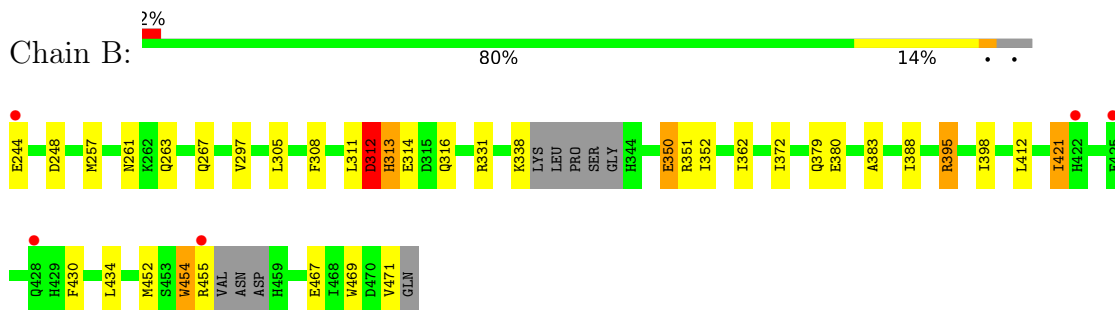 2%
Chain B:
80% 14% • •
E244 D248 M257 N261 K262 Q263 Q267 V297 L305 F308 L311 D312 H313 E314 D315 Q316 R331 K338 LYS LEU PRO SER GLY H344 E350 R351 I352 I362 I372 Q379 E380 A383 I388 R395 I398 L412 I421 H422
Q428 H429 F430 L434 M452 S453 W454 R455 VAL ASN ASP H459 E467 I468 W469 D470 V471 GLN